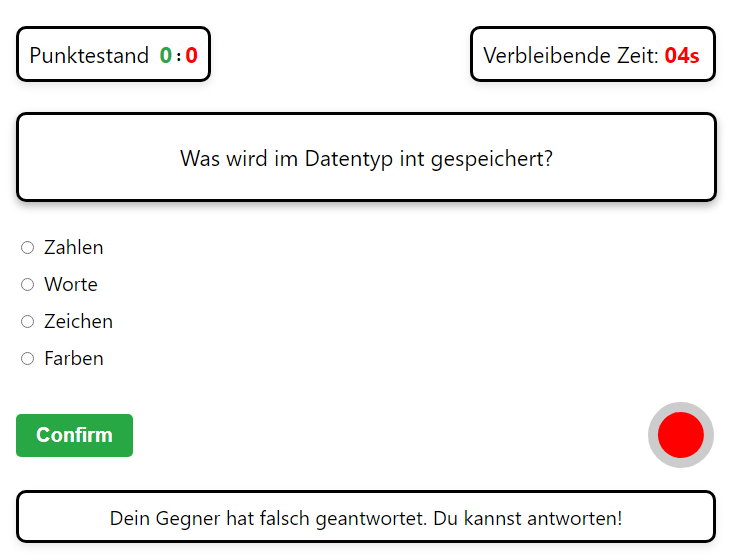 Punktestand 0:0
Verbleibende Zeit: 04s
Was wird im Datentyp int gespeichert?
Zahlen
Worte
Zeichen
Farben
Confirm
Dein Gegner hat falsch geantwortet. Du kannst antworten!